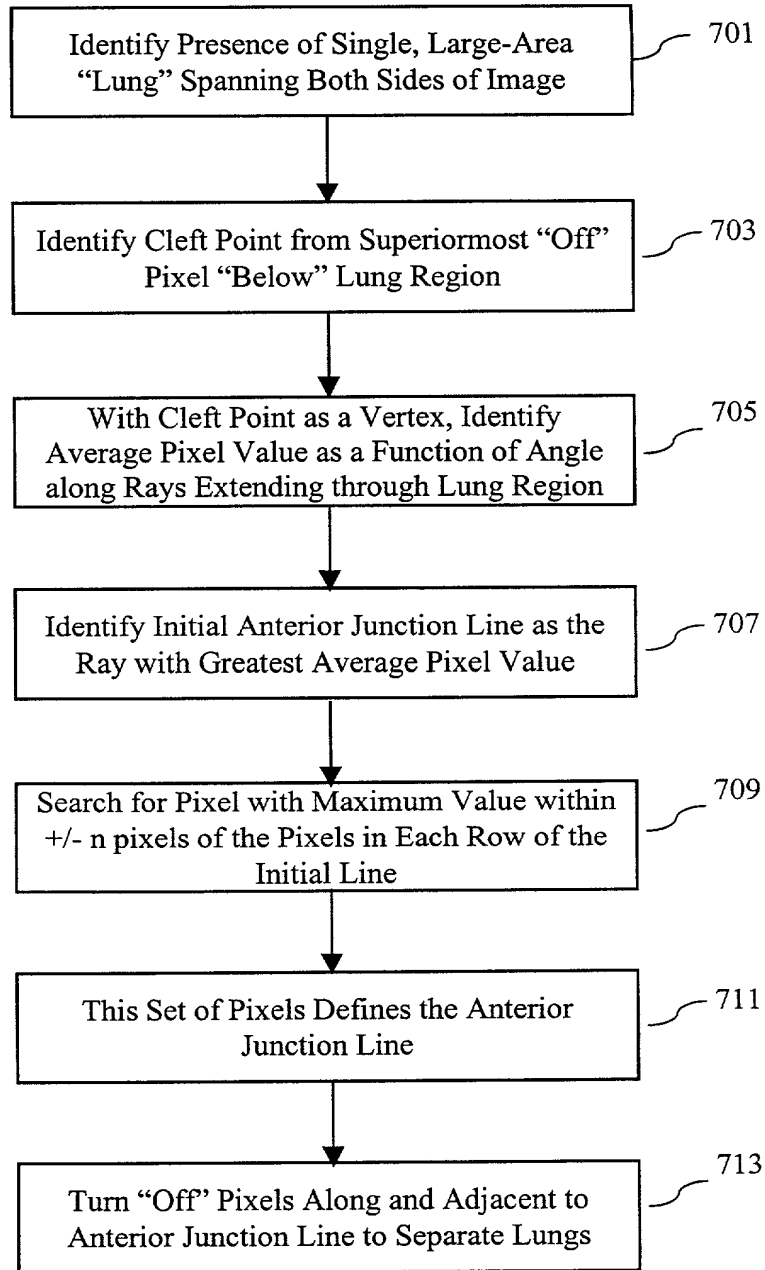 Identify Presence of Single, Large-Area
“Lung” Spanning Both Sides of Image
701
Identify Cleft Point from Superiormost “Off”
Pixel “Below” Lung Region
703
With Cleft Point as a Vertex, Identify
Average Pixel Value as a Function of Angle
along Rays Extending through Lung Region
705
Identify Initial Anterior Junction Line as the
Ray with Greatest Average Pixel Value
707
Search for Pixel with Maximum Value within
+/- n pixels of the Pixels in Each Row of the
Initial Line
709
This Set of Pixels Defines the Anterior
Junction Line
711
Turn “Off” Pixels Along and Adjacent to
Anterior Junction Line to Separate Lungs
713